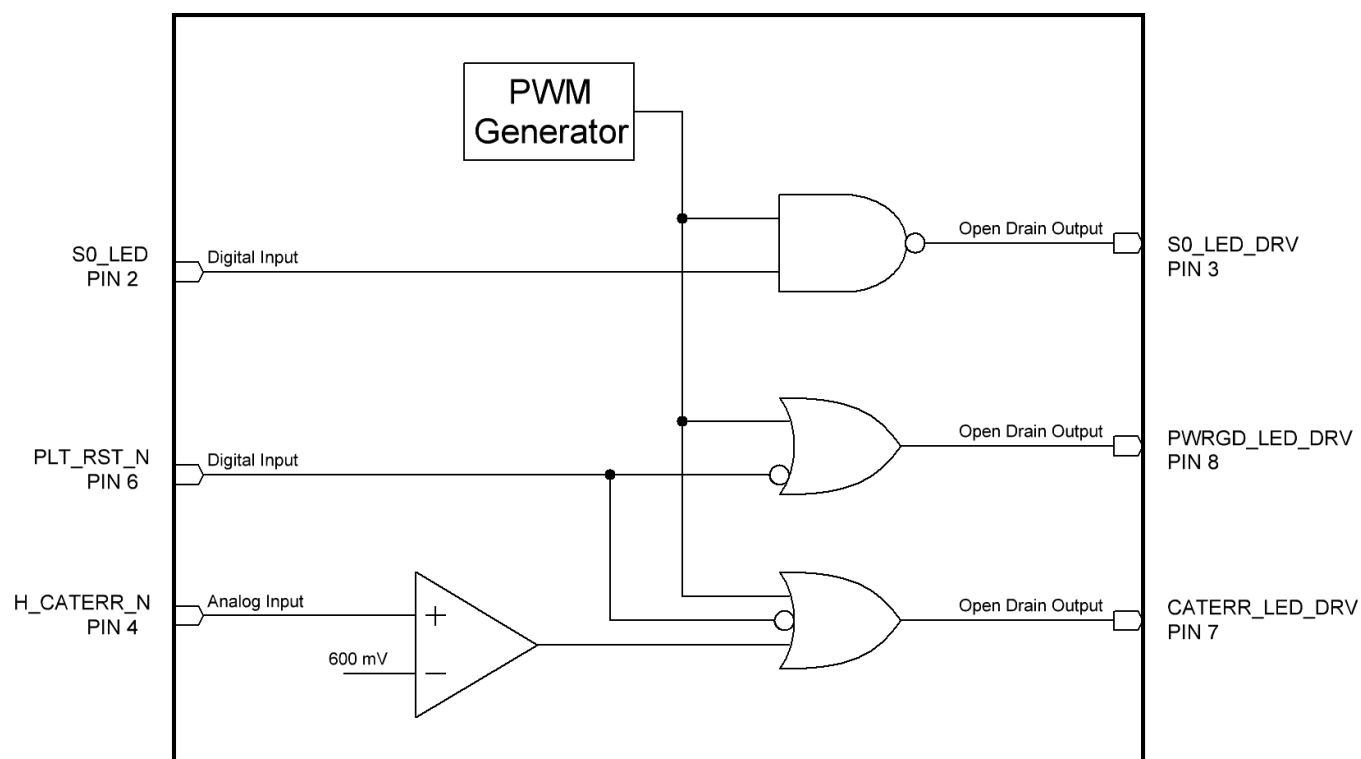 PWM
Generator
S0_LED
PIN 2
Digital Input
Open Drain Output
S0_LED_DRV
PIN 3
PLT_RST_N
PIN 6
Digital Input
Open Drain Output
PWRGD_LED_DRV
PIN 8
H_CATERR_N
PIN 4
Analog Input
+
600 mV
−
Open Drain Output
CATERR_LED_DRV
PIN 7